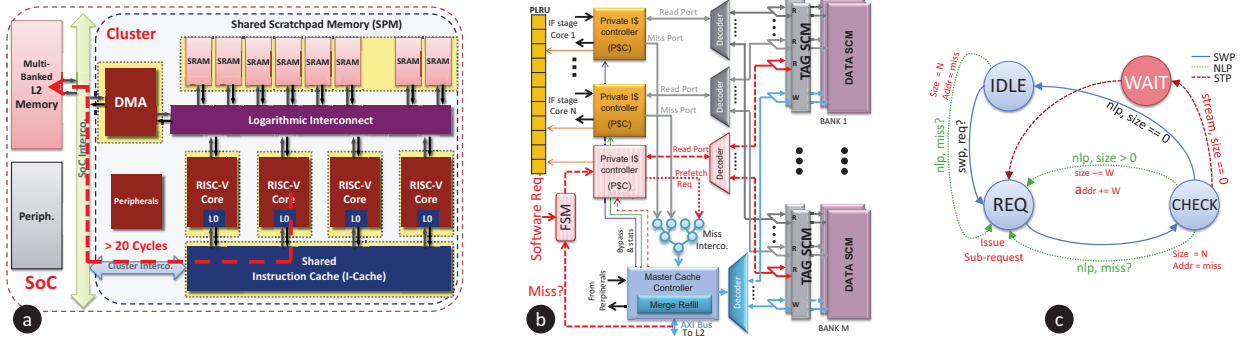 Shared Scratchpad Memory (SPM)
Cluster
Multi-
Banked
L2
Memory
SRAM
SRAM
SRAM
SRAM
SRAM
SRAM
SRAM
SRAM
DMA
Logarithmic Interconnect
SoC Interco.
RISC-V
Core
L0
RISC-V
Core
L0
RISC-V
Core
L0
RISC-V
Core
L0
Peripherals
Periph.
> 20 Cycles
Cluster Interco.
Shared
Instruction Cache (I-Cache)
SoC
a
PLRU
IF stage
Core 1
Private I$
controller
(P$C)
Read Port
Miss Port
Decoder
R
R
W
TAG SCM
DATA SCM
BANK 1
IF stage
Core N
Private I$
controller
(P$C)
Read Port
Miss Port
Decoder
Private I$
controller
(P$C)
Read Port
Prefetch
Req
Decoder
Software Req
FSM
Miss?
Bypass
& stats
Miss
Interco.
From
Perpherals
Master Cache
Controller
Merge Refill
Decoder
AXI Bus
To L2
R
R
W
TAG SCM
DATA SCM
BANK M
b
SWP
NLP
STP
IDLE
WAIT
REQ
CHECK
Size = N
Addr = miss
nlp, miss?
swp, req?
nlp, size == 0
stream, size == 0
nlp, size > 0
size -= W
addr += W
Issue
Sub-request
nlp, miss?
Size = N
Addr = miss
c